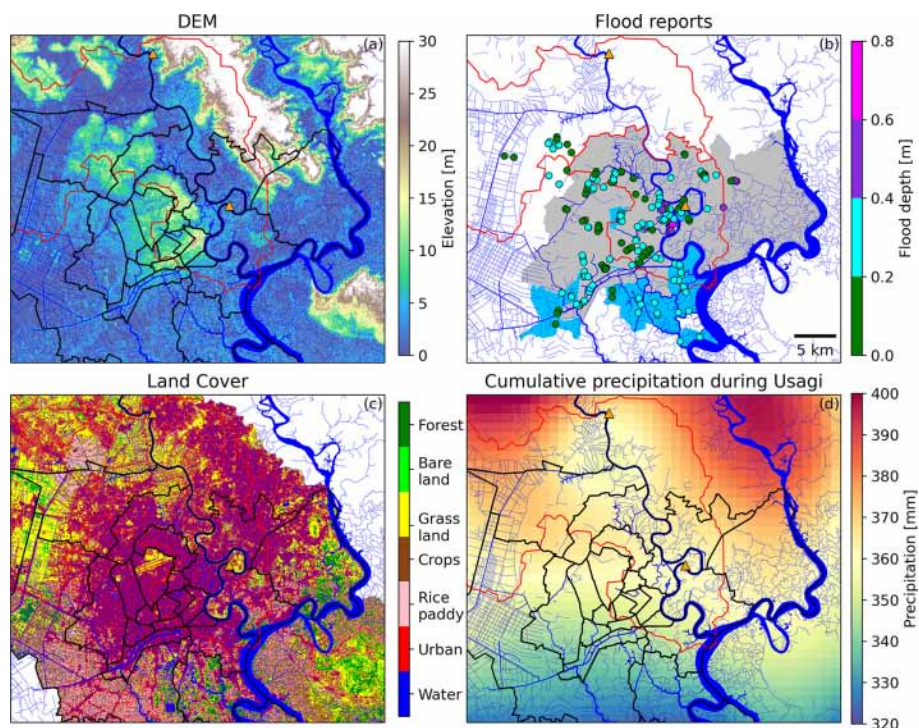 DEM
(a)
30
25
20
15
10
5
0
Elevation [m]
Flood reports
(b)
5 km
0.8
0.6
0.4
0.2
0.0
Flood depth [m]
Land Cover
(c)
Forest
Bare
land
Grass
land
Crops
Rice
paddy
Urban
Water
Cumulative precipitation during Usagi
(d)
400
390
380
370
360
350
340
330
320
Precipitation [mm]